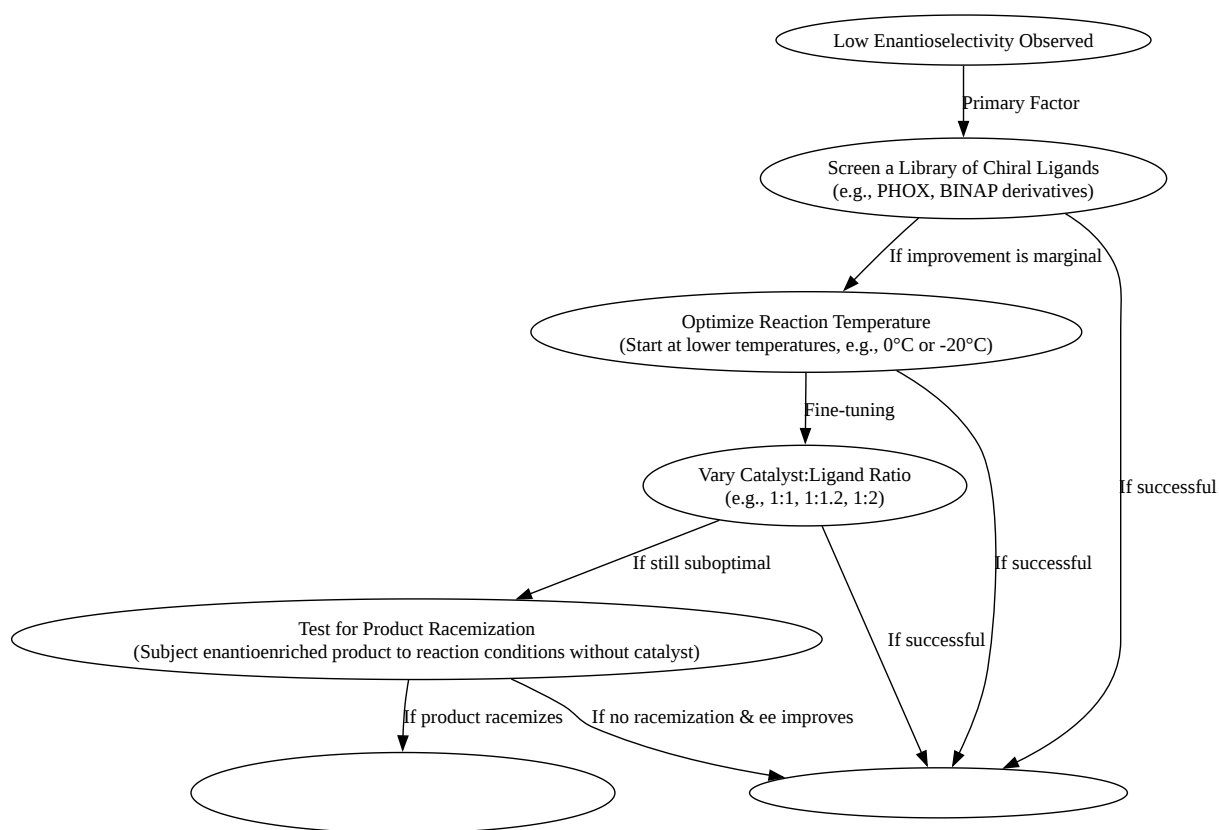 Low Enantioselectivity Observed
Primary Factor
Screen a Library of Chiral Ligands
(e.g., PHOX, BINAP derivatives)
If improvement is marginal
Optimize Reaction Temperature
(Start at lower temperatures, e.g., 0°C or -20°C)
Fine-tuning
Vary Catalyst:Ligand Ratio
(e.g., 1:1, 1:1.2, 1:2)
If successful
If still suboptimal
If successful
Test for Product Racemization
(Subject enantioenriched product to reaction conditions without catalyst)
If successful
If product racemizes
If no racemization & ee improves